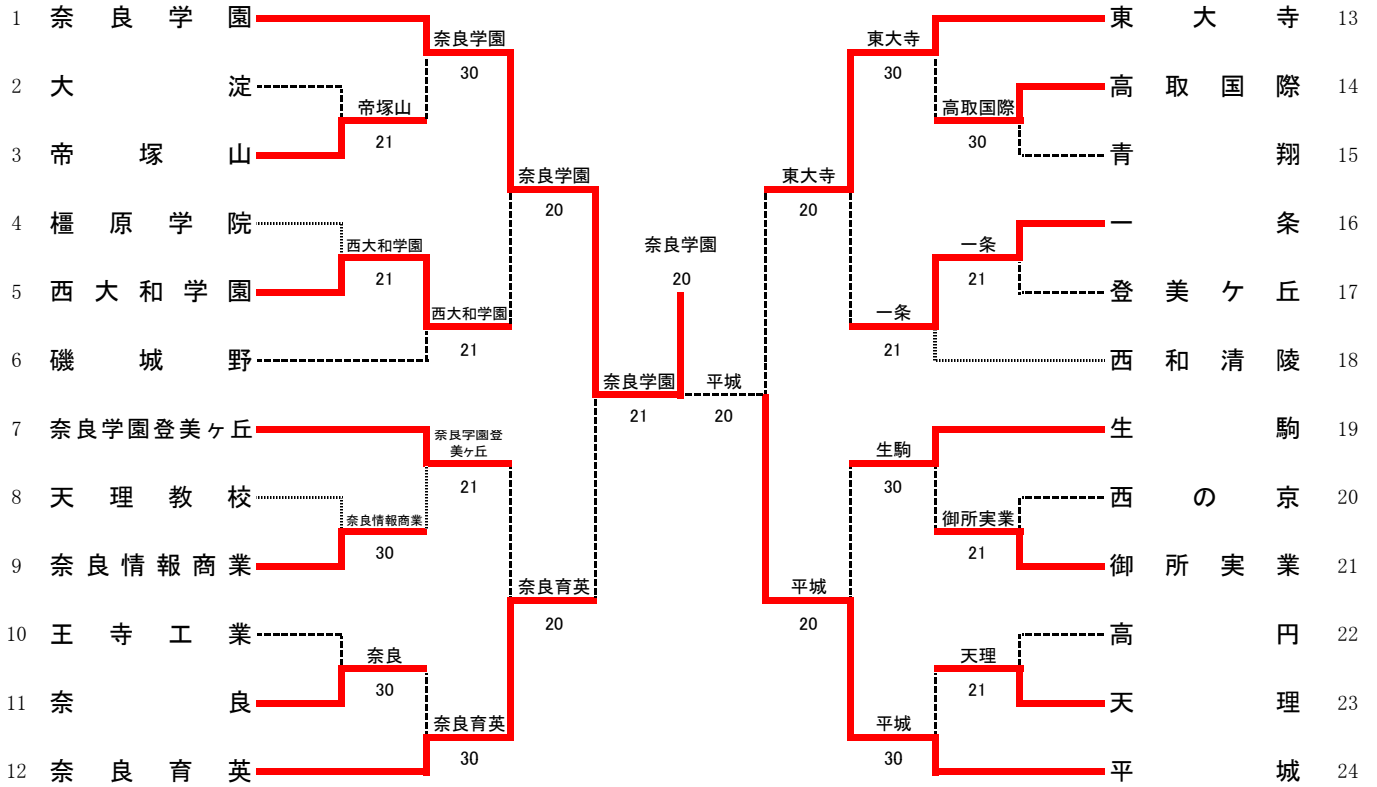 1 奈良学園
2 大淀
3 帝塚山
4 橿原学院
5 西大和学園
6 磯城野
7 奈良学園登美ヶ丘
8 天理教校
9 奈良情報商業
10 王寺工業
11 奈良
12 奈良育英
帝塚山
21
西大和学園
21
奈良情報商業
30
奈良
30
奈良学園
30
西大和学園
21
奈良学園登
美ヶ丘
21
奈良育英
30
奈良学園
20
奈良育英
20
奈良学園
21
奈良学園
20
平城
20
東大寺
20
平城
20
東大寺
30
一条
21
生駒
30
平城
30
高取国際
30
一条
21
御所実業
21
天理
21
東大寺 13
高取国際 14
青翔 15
一条 16
登美ケ丘 17
西和清陵 18
生駒 19
西の京 20
御所実業 21
高円 22
天理 23
平城 24